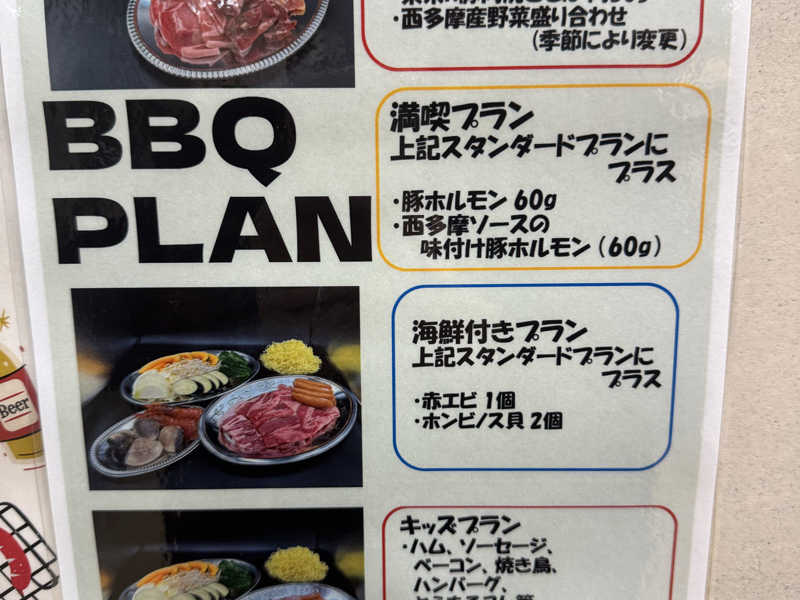 ・西多摩産野菜盛り合わせ
(季節により変更)
BBQ
PLAN
満喫プラン
上記スタンダードプランに
プラス
・豚ホルモン 60g
・西多摩ソースの
味付け豚ホルモン(60g)
海鮮付きプラン
上記スタンダードプランに
プラス
・赤エビ 1個
・ホンビノス貝 2個
Beer
キッズプラン
・ハム、ソーセージ、
ベーコン、焼き鳥、
ハンバーグ、